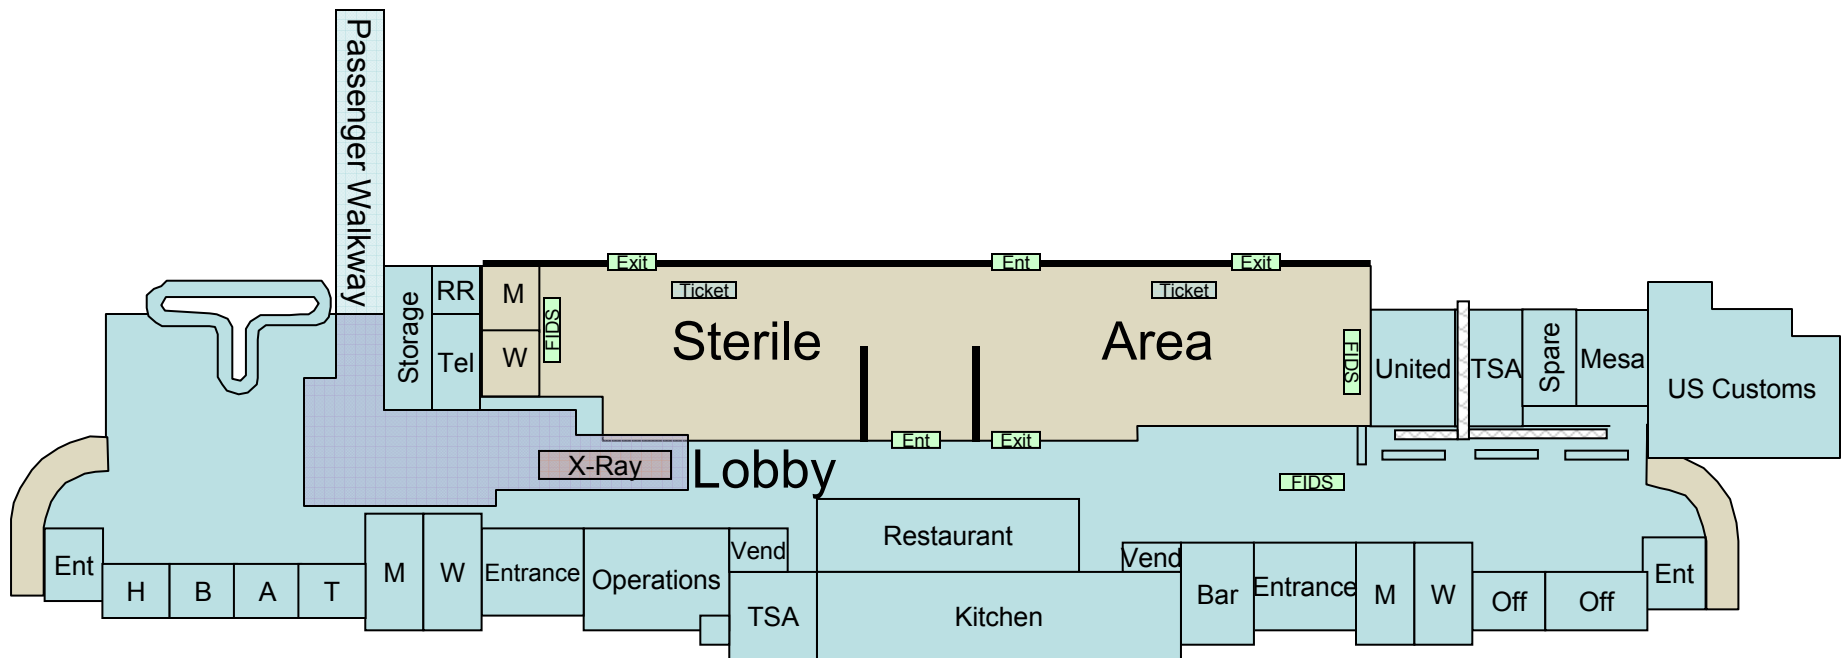 Passenger Walkway
Exit
Ent
Exit
RR
M
Ticket
Ticket
Storage
FIDS
Sterile
Area
FIDS
Tel
W
United
TSA
Spare
Mesa
US Customs
Ent
Exit
X-Ray
Lobby
FIDS
Ent
H
B
A
T
M
W
Entrance
Operations
Vend
TSA
Restaurant
Kitchen
Vend
Bar
Entrance
M
W
Off
Off
Ent